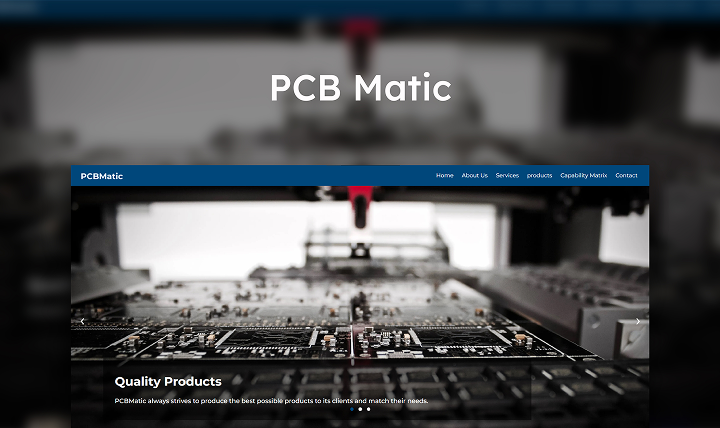 PCB Matic
PCBMatic
Home About Us Services products Capability Matrix Contact
Quality Products
PCBMatic always strives to produce the best possible products to its clients and match their needs.